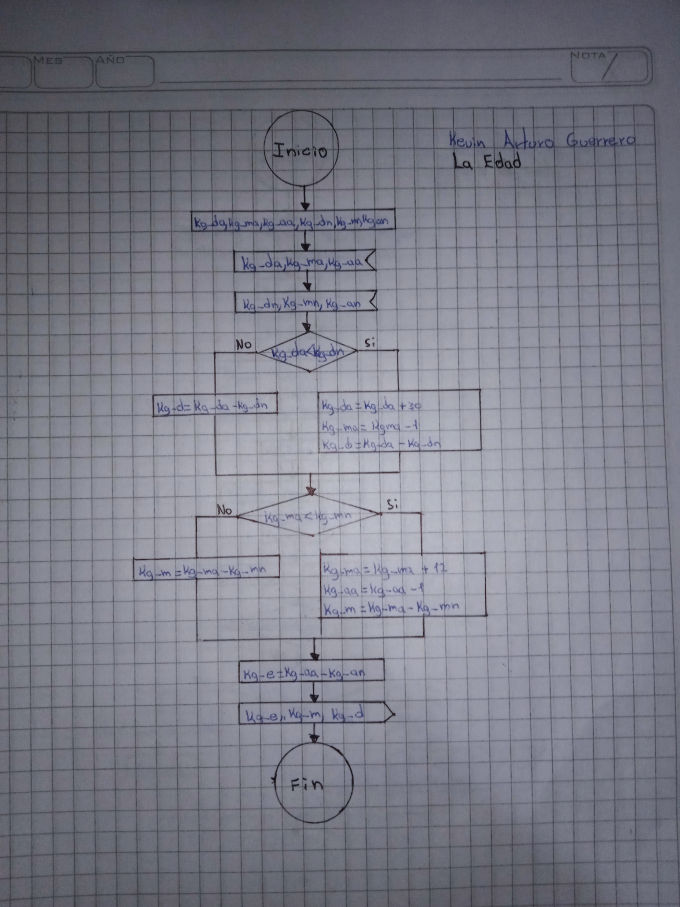 MES AÑO NOTA
Kevin Arturo Guerrero
La Edad
Inicio
Kg_da,Kg_ma,Kg_aa,Kg_dn,Kg_m,Kgan
Kg_da,Kg_ma,Kg_aa
Kg_dn,Kg_mn,Kg_an
No Si
Kg_da<Kg_dn
Kg_d=Kg_da-Kg_dn
Kg_da=Kg_da+30
Kg_ma=Kgma-1
Kg_d=Kg_da-Kg_dn
No Si
Kg_ma<Kg_mn
Kg_m=Kg_ma-Kg_mn
Kg_ma=Kg_ma+12
Kg_aa=Kg_aa-1
Kg_m=Kg_ma-Kg_mn
Kg_e=Kg_aa-Kg_an
Kg_e,Kg_m,Kg_d
Fin